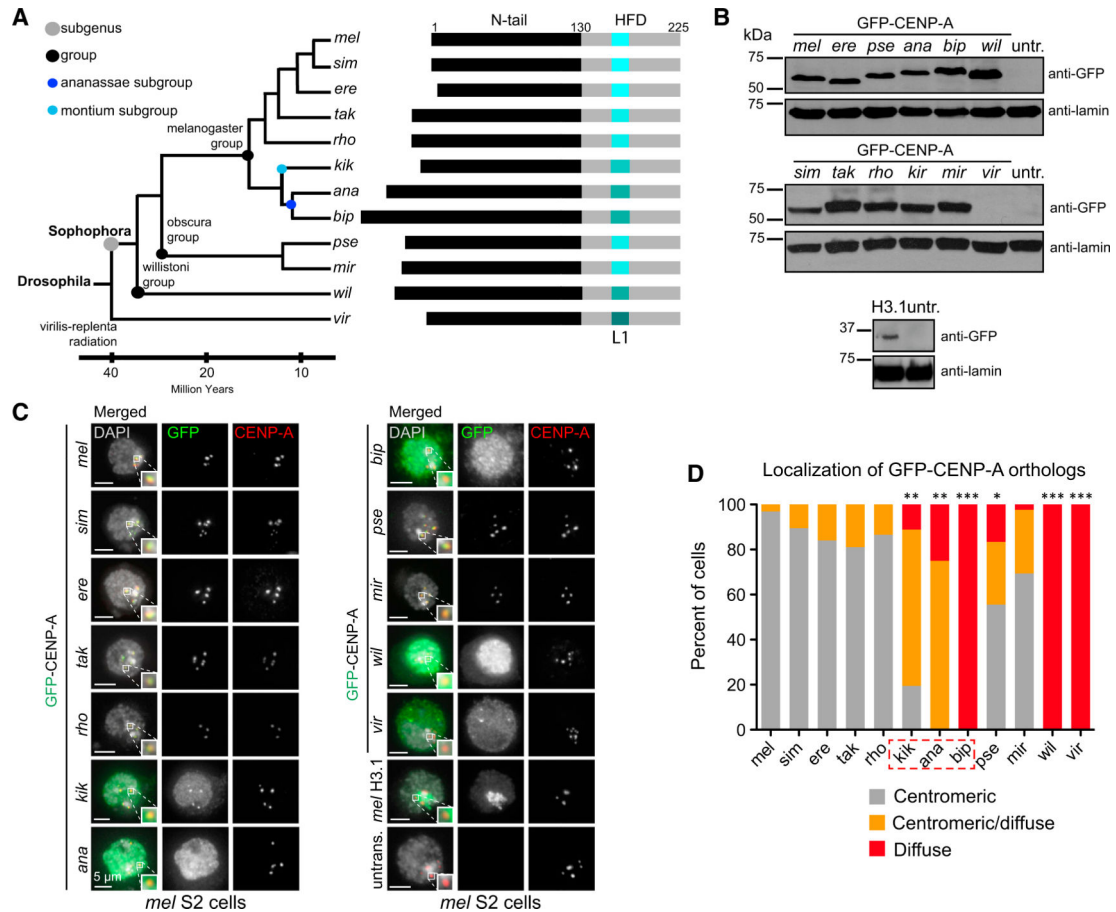 A
subgenus
group
ananassae subgroup
montium subgroup
melanogaster
group
obscura
group
Sophophora
willistoni
group
Drosophila
virilis-replenta
radiation
40 20 10
Million Years
mel
sim
ere
tak
rho
kik
ana
bip
pse
mir
wil
vir
N-tail HFD
1 130 225
L1
B
GFP-CENP-A
kDa mel ere pse ana bip wil untr.
75
50
anti-GFP
75
anti-lamin
GFP-CENP-A
sim tak rho kir mir vir untr.
75
50
anti-GFP
75
anti-lamin
H3.1untr.
37
anti-GFP
75
anti-lamin
C
Merged
DAPI GFP CENP-A
GFP-CENP-A
mel
sim
ere
tak
rho
kik
ana
5 μm
mel S2 cells
Merged
DAPI GFP CENP-A
GFP-CENP-A
bip
pse
mir
wil
vir
mel H3.1
untrans.
mel S2 cells
D
Localization of GFP-CENP-A orthologs
** ** *** * *** ***
Percent of cells
100
80
60
40
20
0
mel sim ere tak rho kik ana bip pse mir wil vir
Centromeric
Centromeric/diffuse
Diffuse